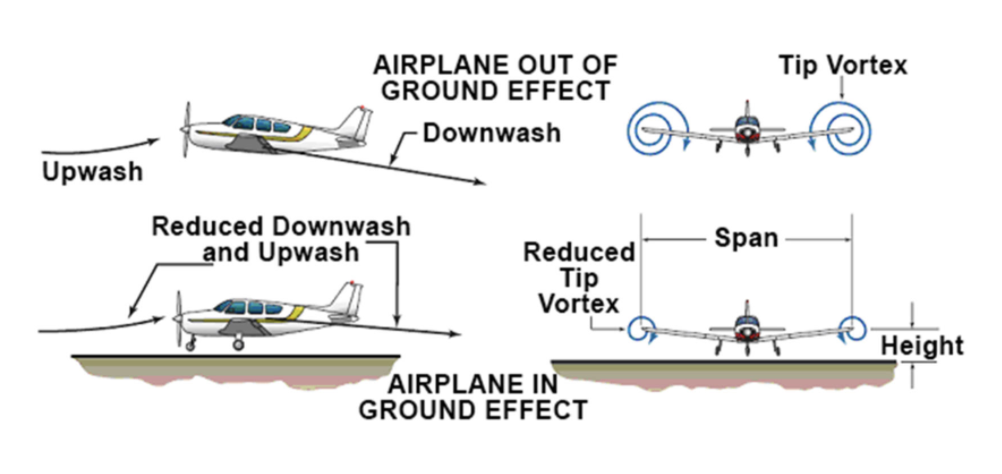 AIRPLANE OUT OF
GROUND EFFECT
Tip Vortex
Downwash
Upwash
Reduced Downwash
and Upwash
Span
Reduced
Tip
Vortex
Height
AIRPLANE IN
GROUND EFFECT